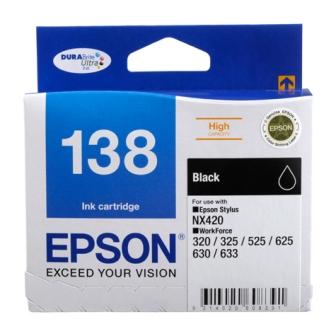 DURABrite
Ultra
Ink
High
CAPACITY
EPSON
138
Ink cartridge
Black
For use with
■Epson Stylus
NX420
■WorkForce
320 / 325 / 525 / 625
630 / 633
EPSON®
EXCEED YOUR VISION